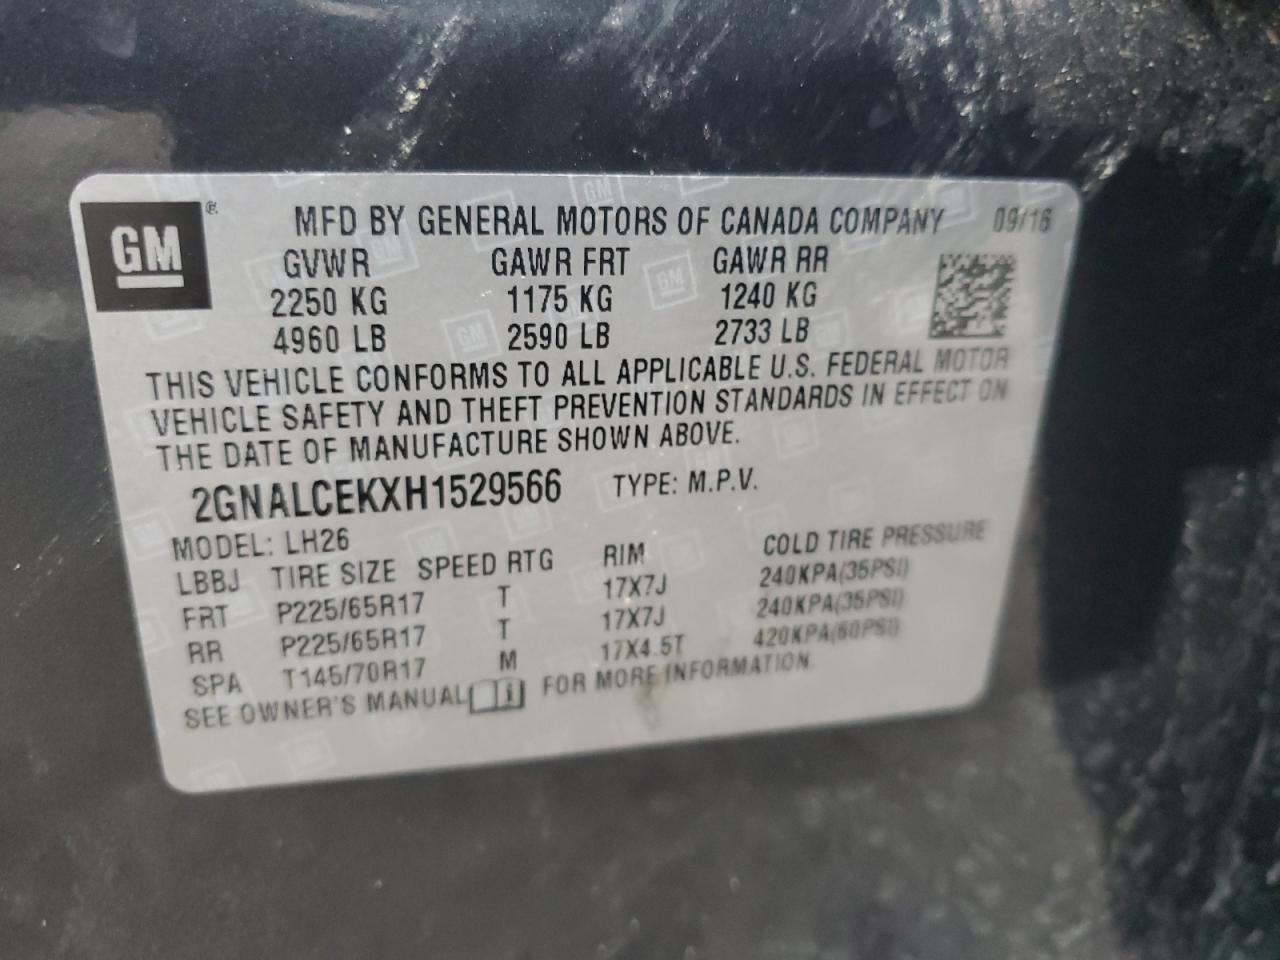 GM ® MFD BY GENERAL MOTORS OF CANADA COMPANY 09/16
GVWR GAWR FRT GAWR RR
2250 KG 1175 KG 1240 KG
4960 LB 2590 LB 2733 LB
THIS VEHICLE CONFORMS TO ALL APPLICABLE U.S. FEDERAL MOTOR
VEHICLE SAFETY AND THEFT PREVENTION STANDARDS IN EFFECT ON
THE DATE OF MANUFACTURE SHOWN ABOVE.
2GNALCEKXH1529566 TYPE: M.P.V.
MODEL: LH26
LBBJ TIRE SIZE SPEED RTG RIM COLD TIRE PRESSURE
FRT P225/65R17 T 17X7J 240KPA(35PSI)
RR P225/65R17 T 17X7J 240KPA(35PSI)
SPA T145/70R17 M 17X4.5T 420KPA(60PSI)
SEE OWNER'S MANUAL FOR MORE INFORMATION.